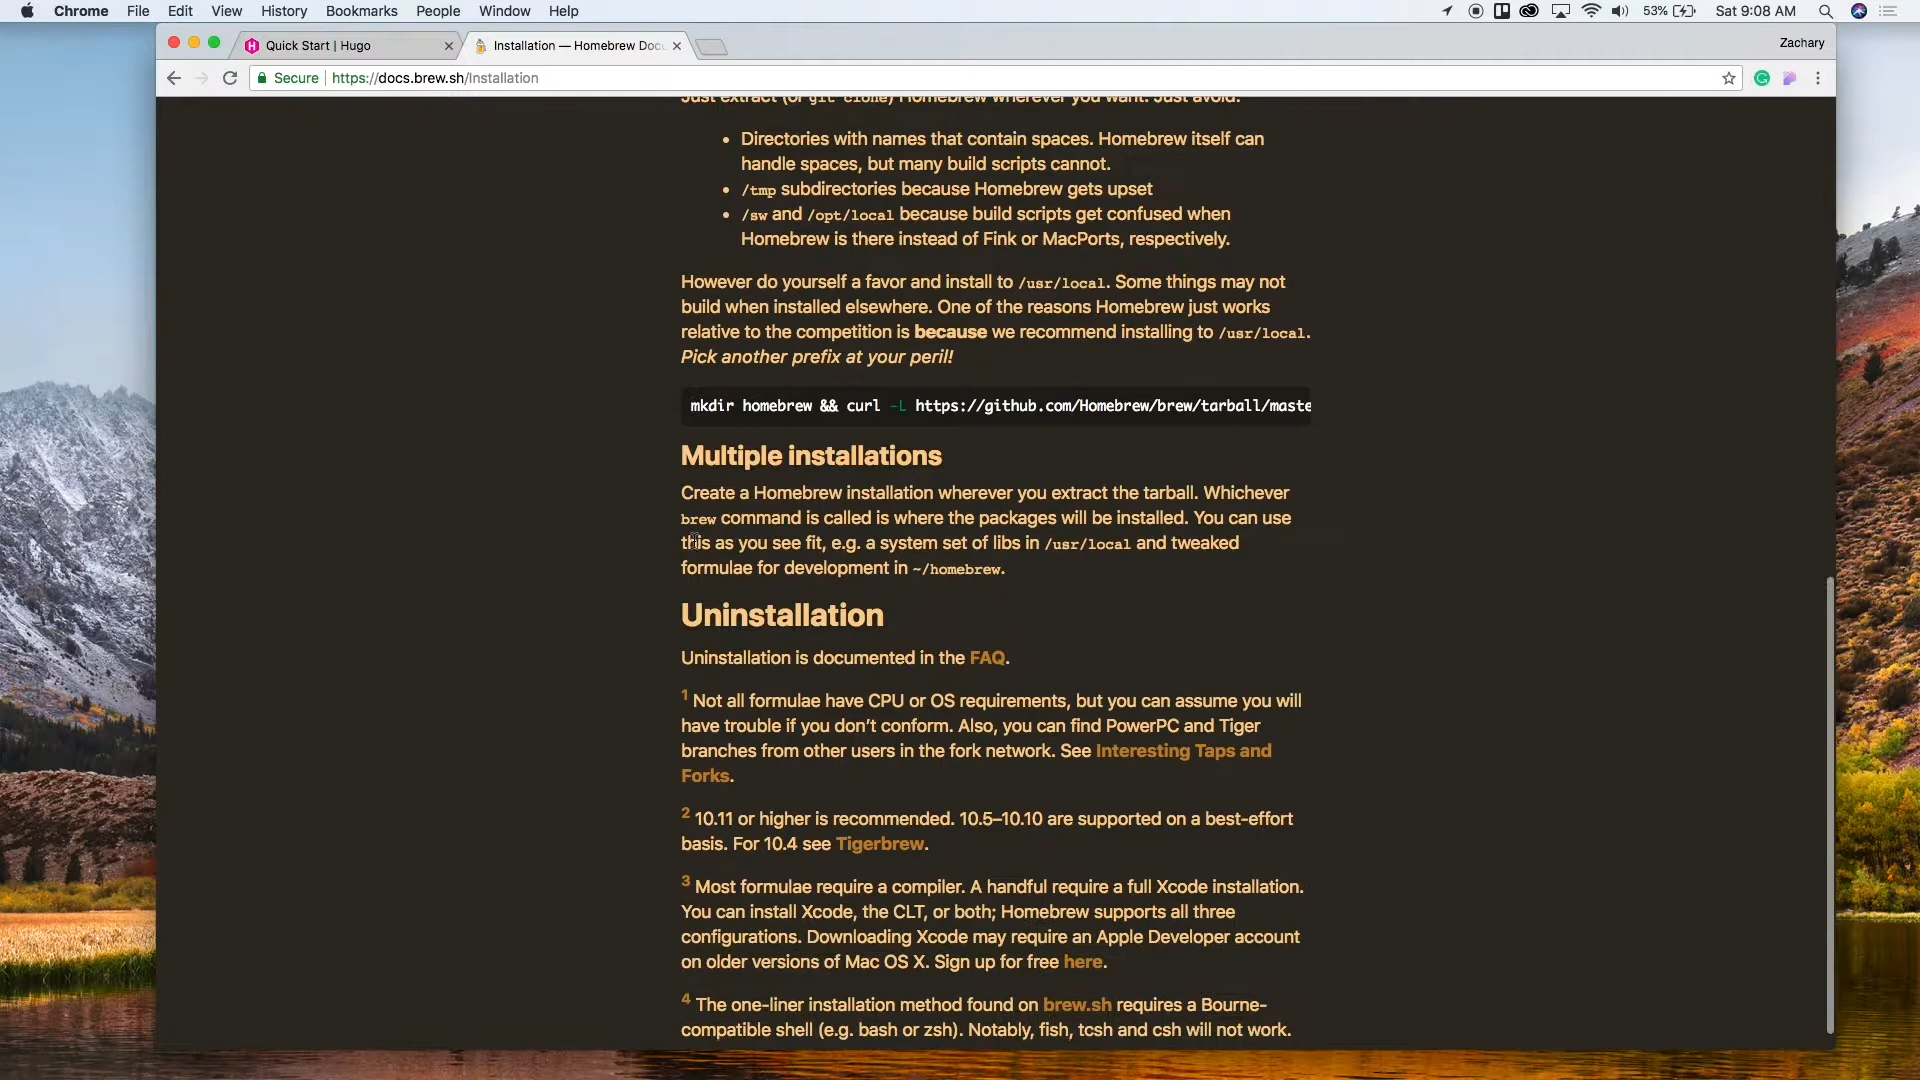 Chrome File Edit View History Bookmarks People Window Help 53% Sat 9:08 AM
Quick Start | Hugo Installation — Homebrew Docu Zachary
Secure https://docs.brew.sh/Installation
Just extract (or git clone) Homebrew wherever you want. Just avoid:
• Directories with names that contain spaces. Homebrew itself can
handle spaces, but many build scripts cannot.
• /tmp subdirectories because Homebrew gets upset
• /sw and /opt/local because build scripts get confused when
Homebrew is there instead of Fink or MacPorts, respectively.
However do yourself a favor and install to /usr/local. Some things may not
build when installed elsewhere. One of the reasons Homebrew just works
relative to the competition is because we recommend installing to /usr/local.
Pick another prefix at your peril!
mkdir homebrew && curl -L https://github.com/Homebrew/brew/tarball/maste
Multiple installations
Create a Homebrew installation wherever you extract the tarball. Whichever
brew command is called is where the packages will be installed. You can use
this as you see fit, e.g. a system set of libs in /usr/local and tweaked
formulae for development in ~/homebrew.
Uninstallation
Uninstallation is documented in the FAQ.
1 Not all formulae have CPU or OS requirements, but you can assume you will
have trouble if you don’t conform. Also, you can find PowerPC and Tiger
branches from other users in the fork network. See Interesting Taps and
Forks.
2 10.11 or higher is recommended. 10.5–10.10 are supported on a best-effort
basis. For 10.4 see Tigerbrew.
3 Most formulae require a compiler. A handful require a full Xcode installation.
You can install Xcode, the CLT, or both; Homebrew supports all three
configurations. Downloading Xcode may require an Apple Developer account
on older versions of Mac OS X. Sign up for free here.
4 The one-liner installation method found on brew.sh requires a Bourne-
compatible shell (e.g. bash or zsh). Notably, fish, tcsh and csh will not work.